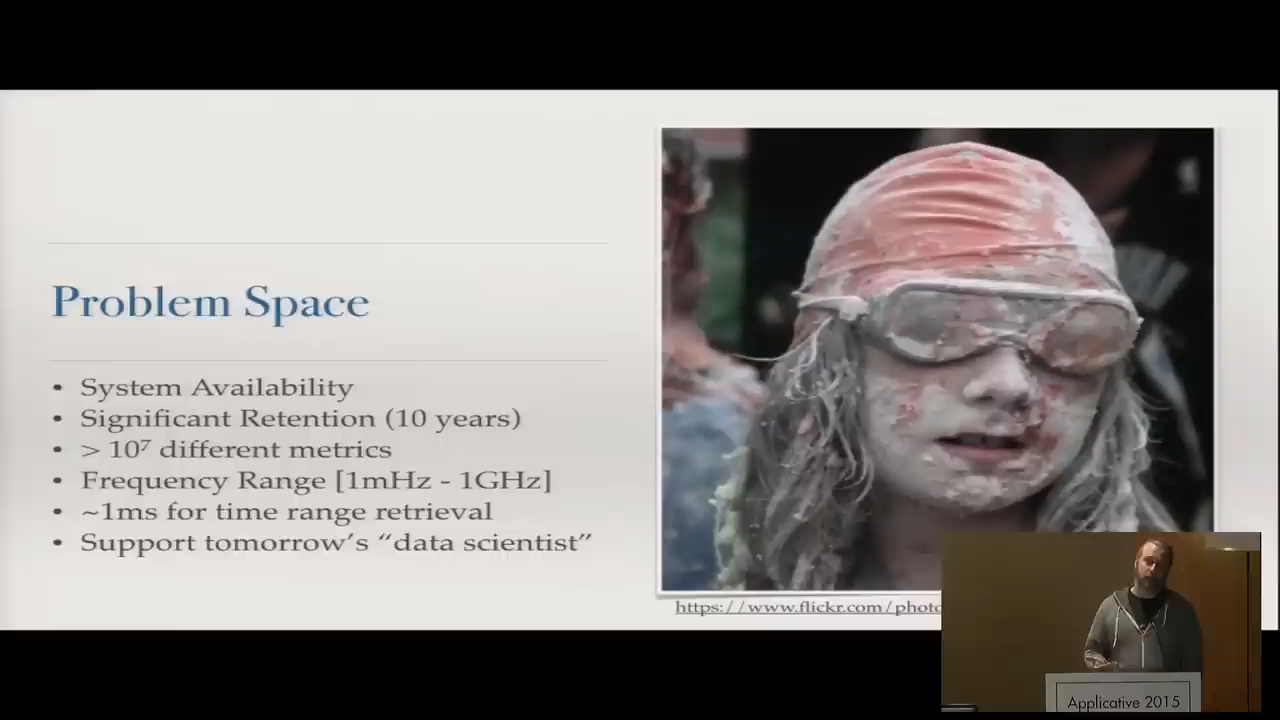 Problem Space
• System Availability
• Significant Retention (10 years)
• > 10⁷ different metrics
• Frequency Range [1mHz - 1GHz]
• ~1ms for time range retrieval
• Support tomorrow’s “data scientist”
https://www.flickr.com/photo
Applicative 2015